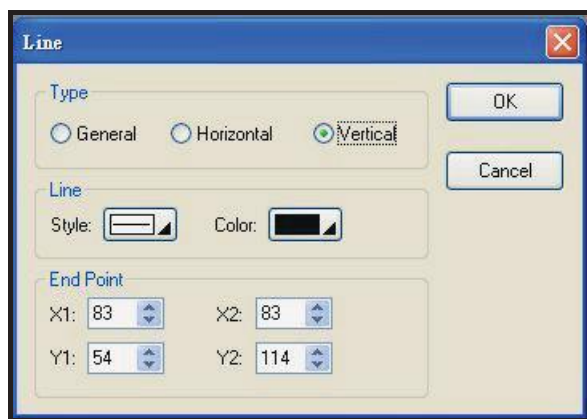 Line
Type
General Horizontal Vertical
OK
Cancel
Line
Style: Color:
End Point
X1: 83 X2: 83
Y1: 54 Y2: 114